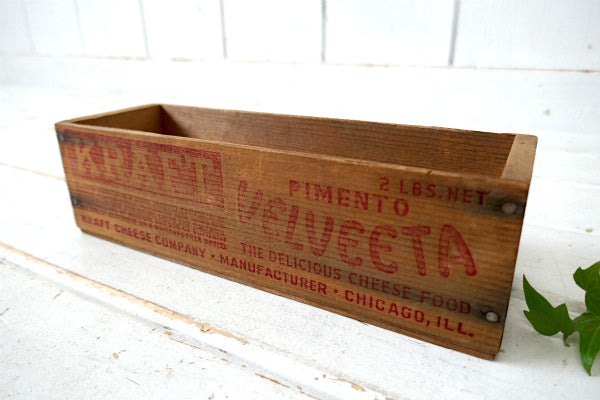 KRAFT
2 LBS. NET
PIMENTO
VELVEETA
THE DELICIOUS CHEESE FOOD
KRAFT CHEESE COMPANY • MANUFACTURER • CHICAGO, ILL.